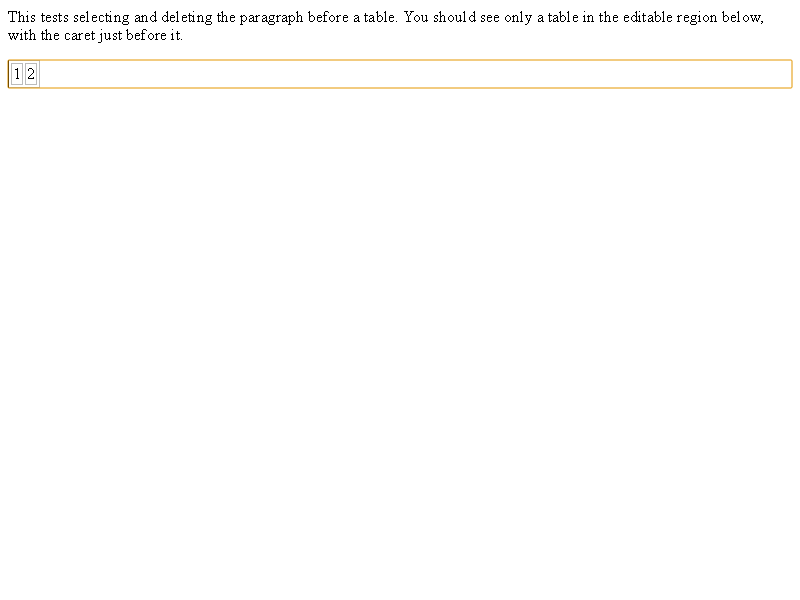 This tests selecting and deleting the paragraph before a table. You should see only a table in the editable region below,
with the caret just before it.
1 2